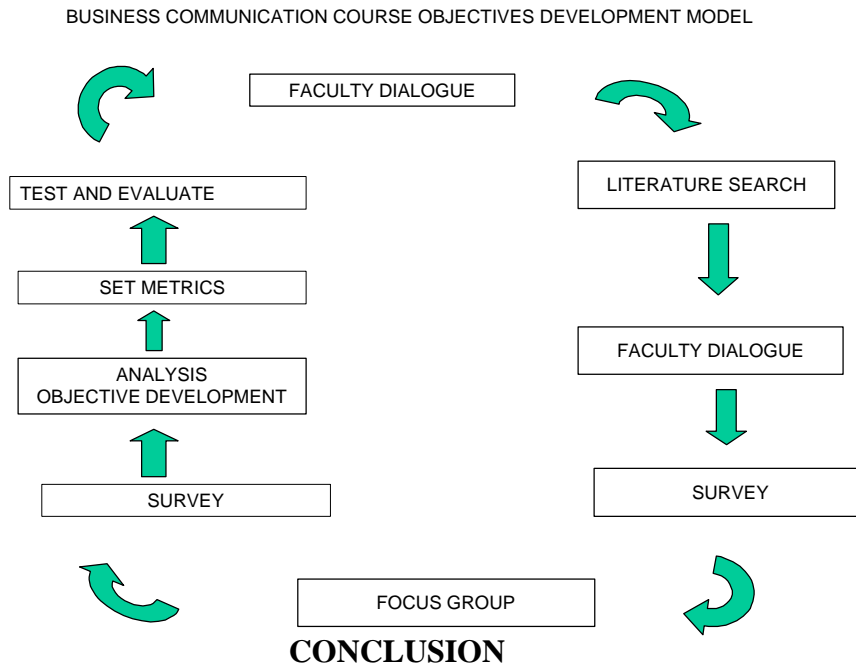 BUSINESS COMMUNICATION COURSE OBJECTIVES DEVELOPMENT MODEL
FACULTY DIALOGUE
LITERATURE SEARCH
FACULTY DIALOGUE
SURVEY
FOCUS GROUP
SURVEY
ANALYSIS
OBJECTIVE DEVELOPMENT
SET METRICS
TEST AND EVALUATE
CONCLUSION